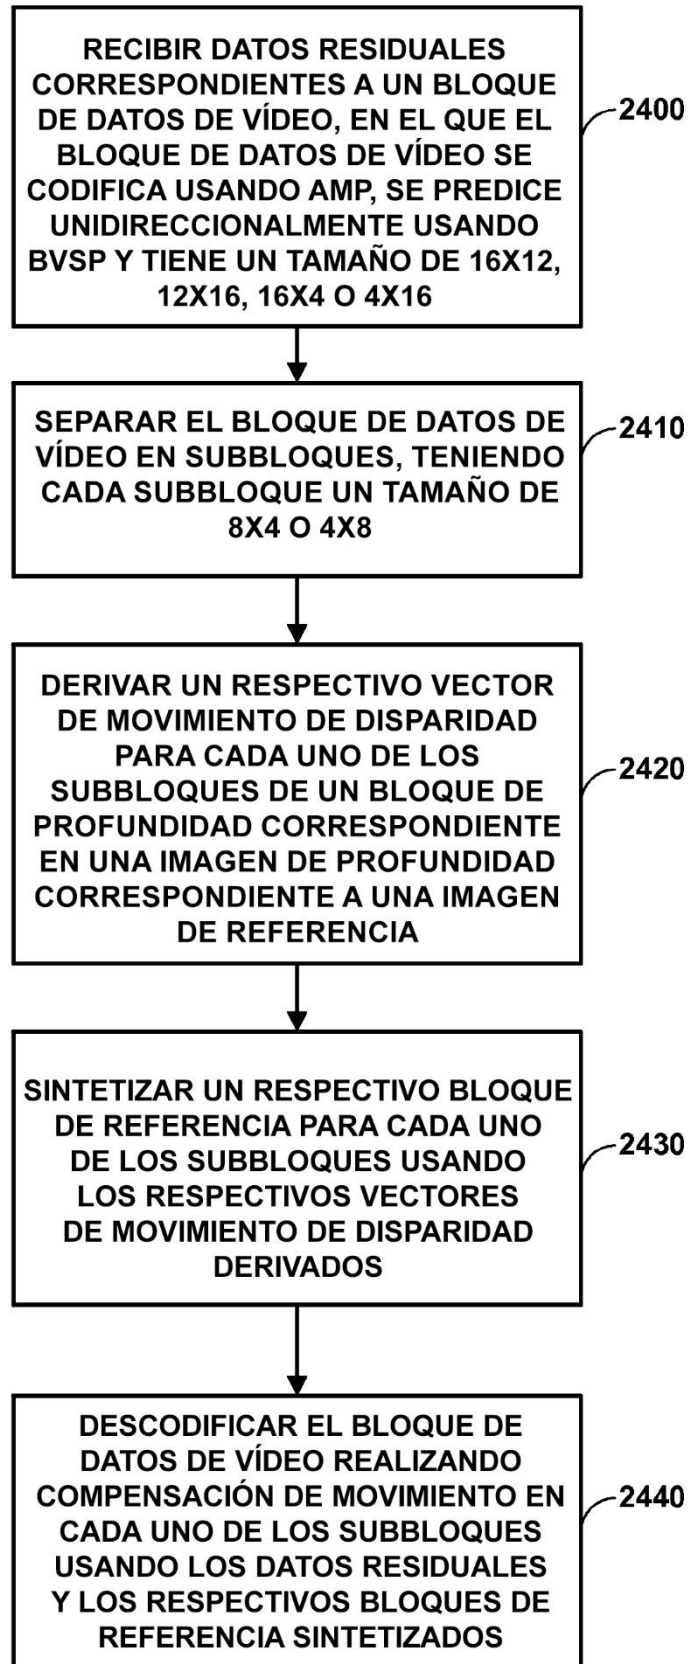 RECIBIR DATOS RESIDUALES
CORRESPONDIENTES A UN BLOQUE
DE DATOS DE VÍDEO, EN EL QUE EL
BLOQUE DE DATOS DE VÍDEO SE
CODIFICA USANDO AMP, SE PREDICE
UNIDIRECCIONALMENTE USANDO
BVSP Y TIENE UN TAMAÑO DE 16X12,
12X16, 16X4 O 4X16
2400
SEPARAR EL BLOQUE DE DATOS DE
VÍDEO EN SUBBLOQUES, TENIENDO
CADA SUBBLOQUE UN TAMAÑO DE
8X4 O 4X8
2410
DERIVAR UN RESPECTIVO VECTOR
DE MOVIMIENTO DE DISPARIDAD
PARA CADA UNO DE LOS
SUBBLOQUES DE UN BLOQUE DE
PROFUNDIDAD CORRESPONDIENTE
EN UNA IMAGEN DE PROFUNDIDAD
CORRESPONDIENTE A UNA IMAGEN
DE REFERENCIA
2420
SINTETIZAR UN RESPECTIVO BLOQUE
DE REFERENCIA PARA CADA UNO
DE LOS SUBBLOQUES USANDO
LOS RESPECTIVOS VECTORES
DE MOVIMIENTO DE DISPARIDAD
DERIVADOS
2430
DESCODIFICAR EL BLOQUE DE
DATOS DE VÍDEO REALIZANDO
COMPENSACIÓN DE MOVIMIENTO EN
CADA UNO DE LOS SUBBLOQUES
USANDO LOS DATOS RESIDUALES
Y LOS RESPECTIVOS BLOQUES DE
REFERENCIA SINTETIZADOS
2440